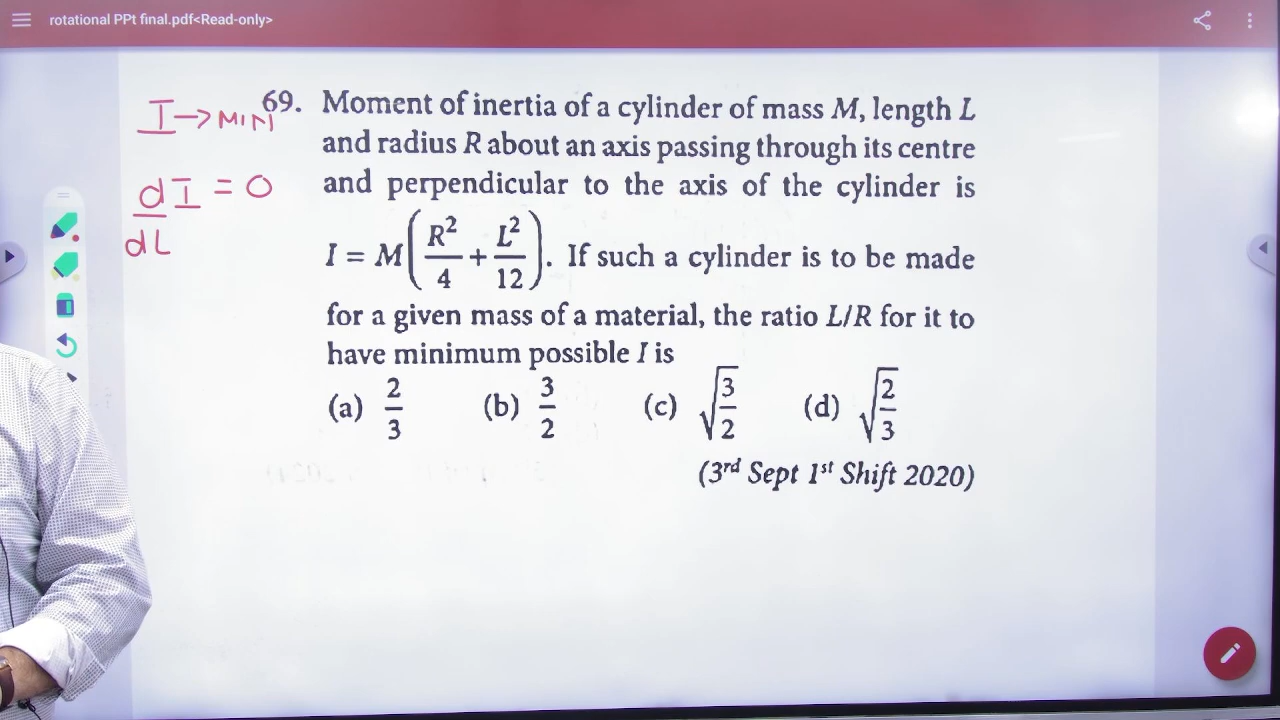 rotational PPt final.pdf<Read-only>
I → MIN
dI = 0
dL
69. Moment of inertia of a cylinder of mass M, length L
and radius R about an axis passing through its centre
and perpendicular to the axis of the cylinder is
I = M(R²/4 + L²/12). If such a cylinder is to be made
for a given mass of a material, the ratio L/R for it to
have minimum possible I is
(a) 2/3 (b) 3/2 (c) √(3/2) (d) √(2/3)
(3rd Sept 1st Shift 2020)